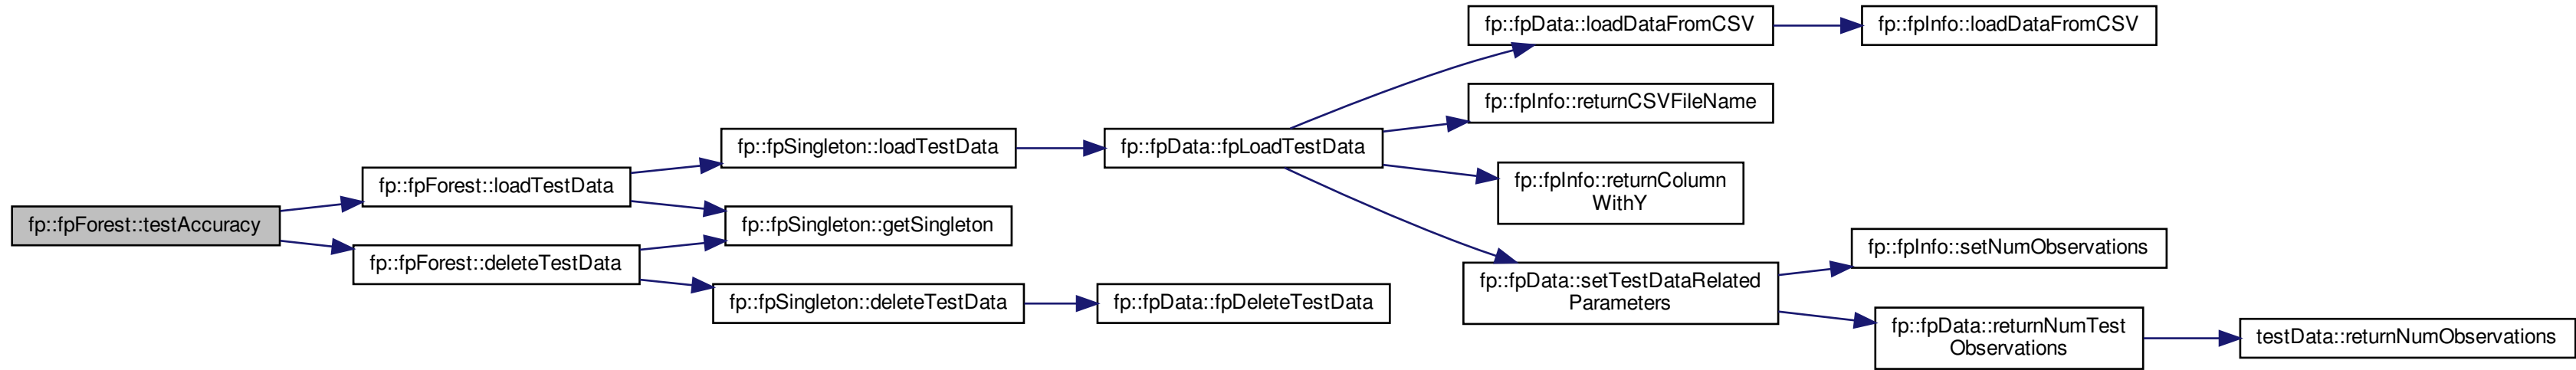 fp::fpForest::testAccuracy
fp::fpForest::loadTestData
fp::fpForest::deleteTestData
fp::fpSingleton::loadTestData
fp::fpSingleton::getSingleton
fp::fpSingleton::deleteTestData
fp::fpData::fpLoadTestData
fp::fpData::fpDeleteTestData
fp::fpData::loadDataFromCSV
fp::fpInfo::returnCSVFileName
fp::fpInfo::returnColumn
WithY
fp::fpData::setTestDataRelated
Parameters
fp::fpInfo::loadDataFromCSV
fp::fpInfo::setNumObservations
fp::fpData::returnNumTest
Observations
testData::returnNumObservations